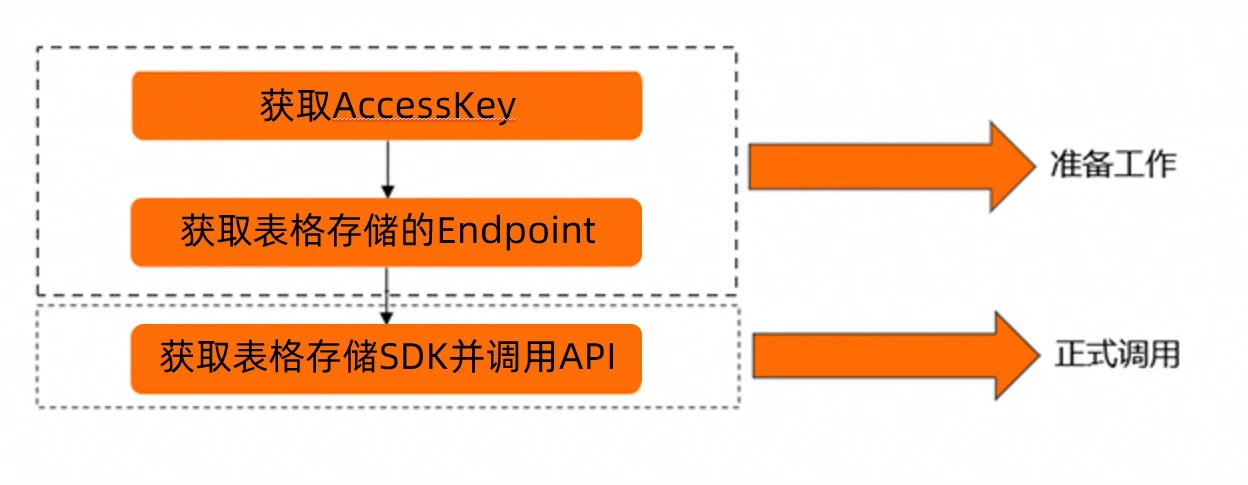 获取AccessKey
准备工作
获取表格存储的Endpoint
获取表格存储SDK并调用API
正式调用